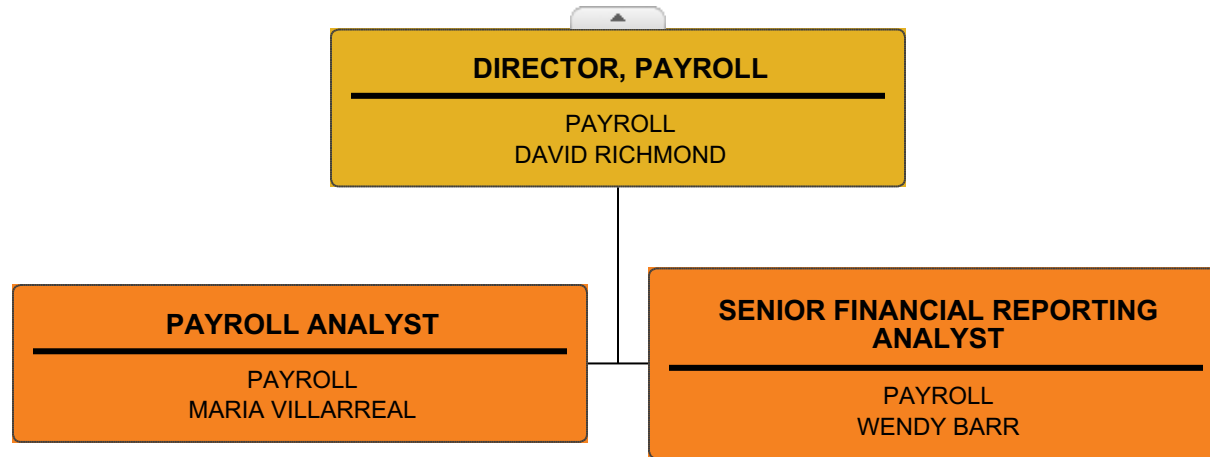 DIRECTOR, PAYROLL
PAYROLL
DAVID RICHMOND
PAYROLL ANALYST
PAYROLL
MARIA VILLARREAL
SENIOR FINANCIAL REPORTING
ANALYST
PAYROLL
WENDY BARR